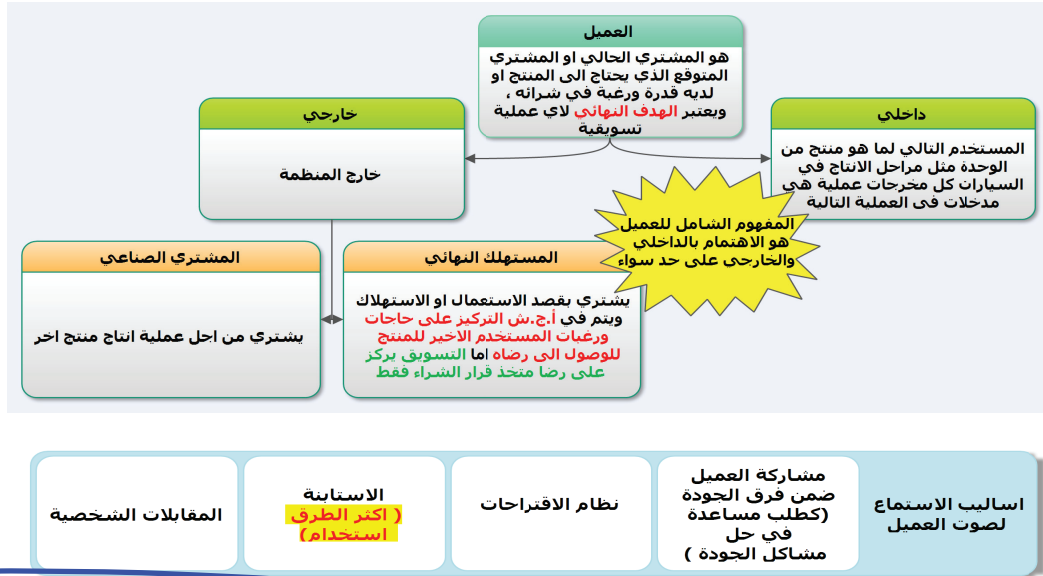 العميل
هو المشتري الحالي او المشتري
المتوقع الذي يحتاج الى المنتج او
لديه قدرة ورغبة في شرائه ،
ويعتبر الهدف النهائي لاي عملية
تسويقية
داخلي
المستخدم التالي لما هو منتج من
الوحدة مثل مراحل الانتاج في
السيارات كل مخرجات عملية هي
مدخلات في العملية التالية
خارجي
خارج المنظمة
المفهوم الشامل للعميل
هو الاهتمام بالداخلي
والخارجي على حد سواء
المستهلك النهائي
يشتري بقصد الاستعمال او الاستهلاك
ويتم في أ.ج.ش التركيز على حاجات
ورغبات المستخدم الاخير للمنتج
للوصول الى رضاه اما التسويق يركز
على رضا متخذ قرار الشراء فقط
المشتري الصناعي
يشتري من اجل عملية انتاج منتج اخر
اساليب الاستماع
لصوت العميل
مشاركة العميل
ضمن فرق الجودة
(كطلب مساعدة
في حل
مشاكل الجودة )
نظام الاقتراحات
الاستابنة
( اكثر الطرق
استخدام)
المقابلات الشخصية